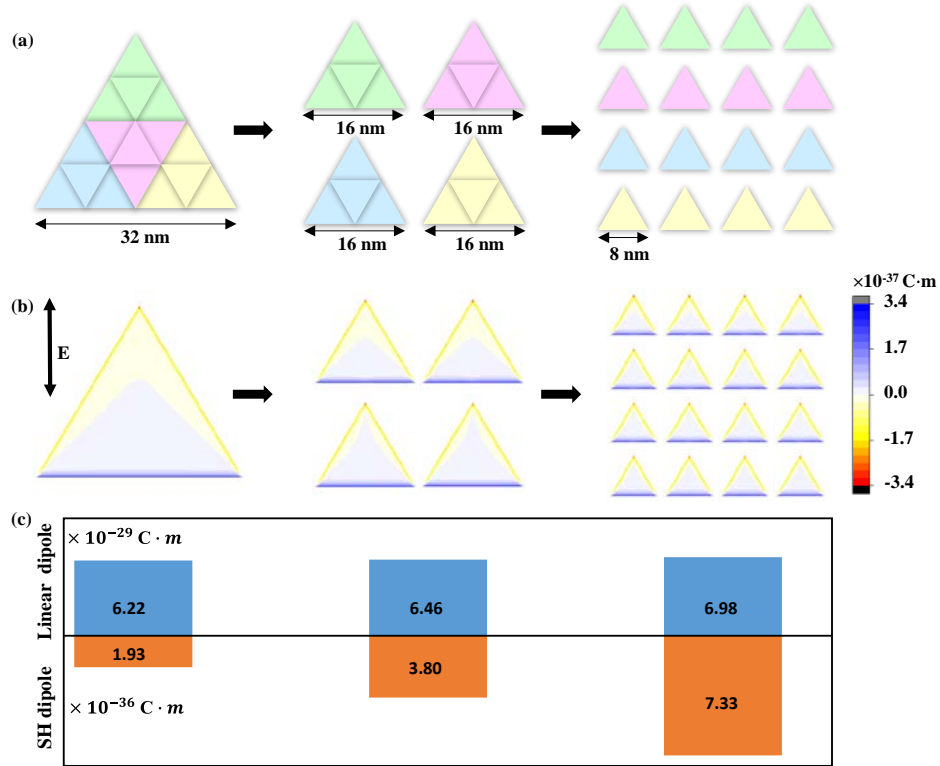 (a)
32 nm
16 nm 16 nm
16 nm 16 nm
8 nm
(b)
E
×10⁻³⁷ C·m
3.4
1.7
0.0
-1.7
-3.4
(c)
Linear dipole
× 10⁻²⁹ C · m
6.22 6.46 6.98
SH dipole
1.93 3.80 7.33
× 10⁻³⁶ C · m